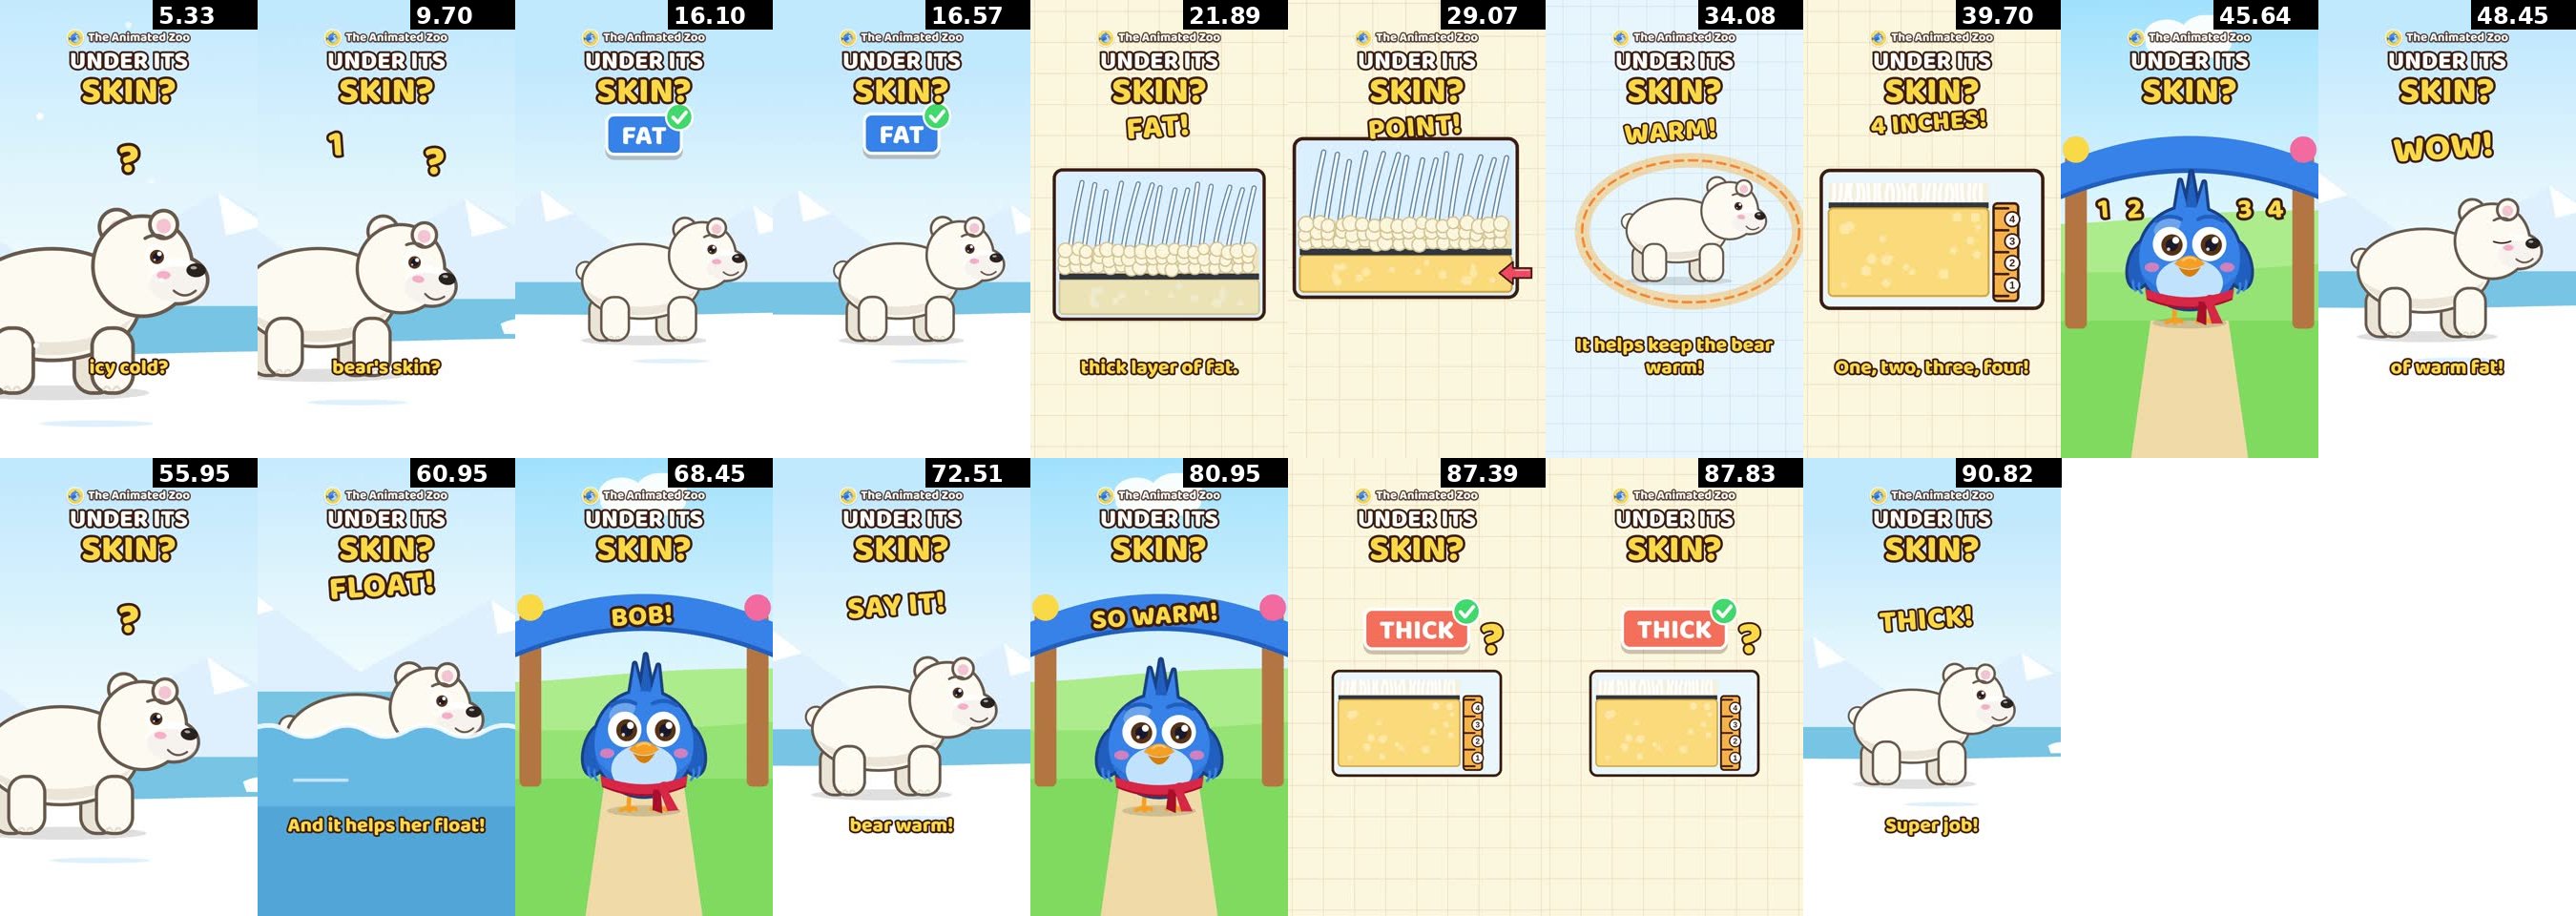 5.33
The Animated Zoo
UNDER ITS
SKIN?
?
icy cold?
9.70
The Animated Zoo
UNDER ITS
SKIN?
1
?
bear's skin?
16.10
The Animated Zoo
UNDER ITS
SKIN?
FAT
16.57
The Animated Zoo
UNDER ITS
SKIN?
FAT
21.89
The Animated Zoo
UNDER ITS
SKIN?
FAT!
thick layer of fat.
29.07
The Animated Zoo
UNDER ITS
SKIN?
POINT!
34.08
The Animated Zoo
UNDER ITS
SKIN?
WARM!
It helps keep the bear
warm!
39.70
The Animated Zoo
UNDER ITS
SKIN?
4 INCHES!
4
3
2
1
One, two, three, four!
45.64
The Animated Zoo
UNDER ITS
SKIN?
1 2 3 4
48.45
The Animated Zoo
UNDER ITS
SKIN?
WOW!
of warm fat!
55.95
The Animated Zoo
UNDER ITS
SKIN?
?
60.95
The Animated Zoo
UNDER ITS
SKIN?
FLOAT!
And it helps her float!
68.45
The Animated Zoo
UNDER ITS
SKIN?
BOB!
72.51
The Animated Zoo
UNDER ITS
SKIN?
SAY IT!
bear warm!
80.95
The Animated Zoo
UNDER ITS
SKIN?
SO WARM!
87.39
The Animated Zoo
UNDER ITS
SKIN?
THICK
?
4
3
2
1
87.83
The Animated Zoo
UNDER ITS
SKIN?
THICK
?
4
3
2
1
90.82
The Animated Zoo
UNDER ITS
SKIN?
THICK!
Super job!